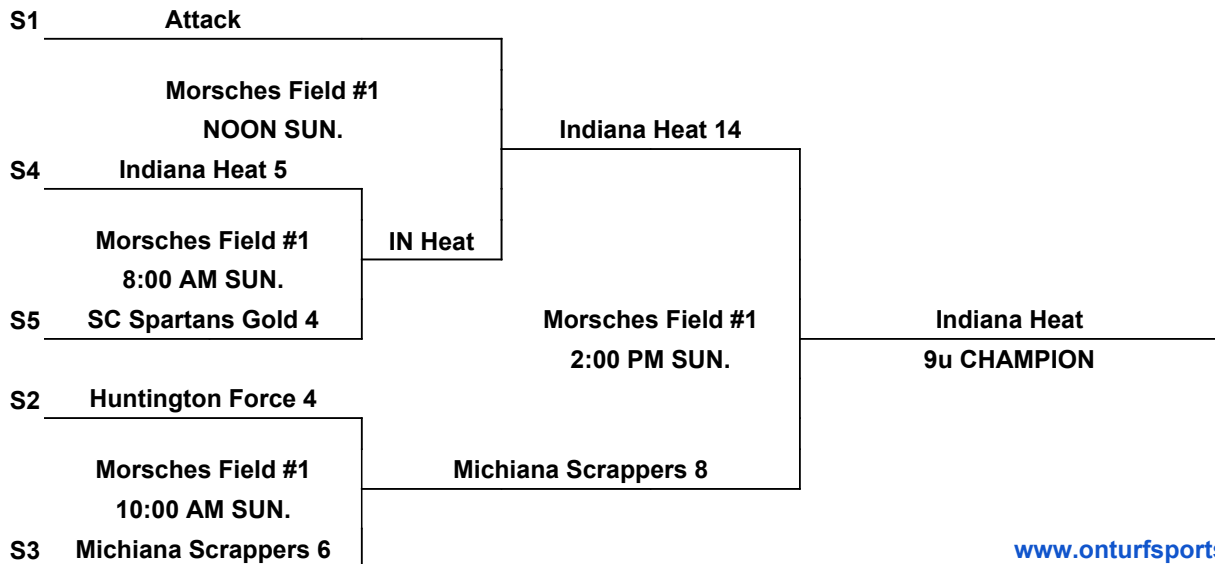 S1 Attack
Morsches Field #1
NOON SUN.
Indiana Heat 14
S4 Indiana Heat 5
Morsches Field #1
IN Heat
8:00 AM SUN.
S5 SC Spartans Gold 4
Morsches Field #1
Indiana Heat
2:00 PM SUN.
9u CHAMPION
S2 Huntington Force 4
Morsches Field #1
Michiana Scrappers 8
10:00 AM SUN.
S3 Michiana Scrappers 6
www.onturfsports